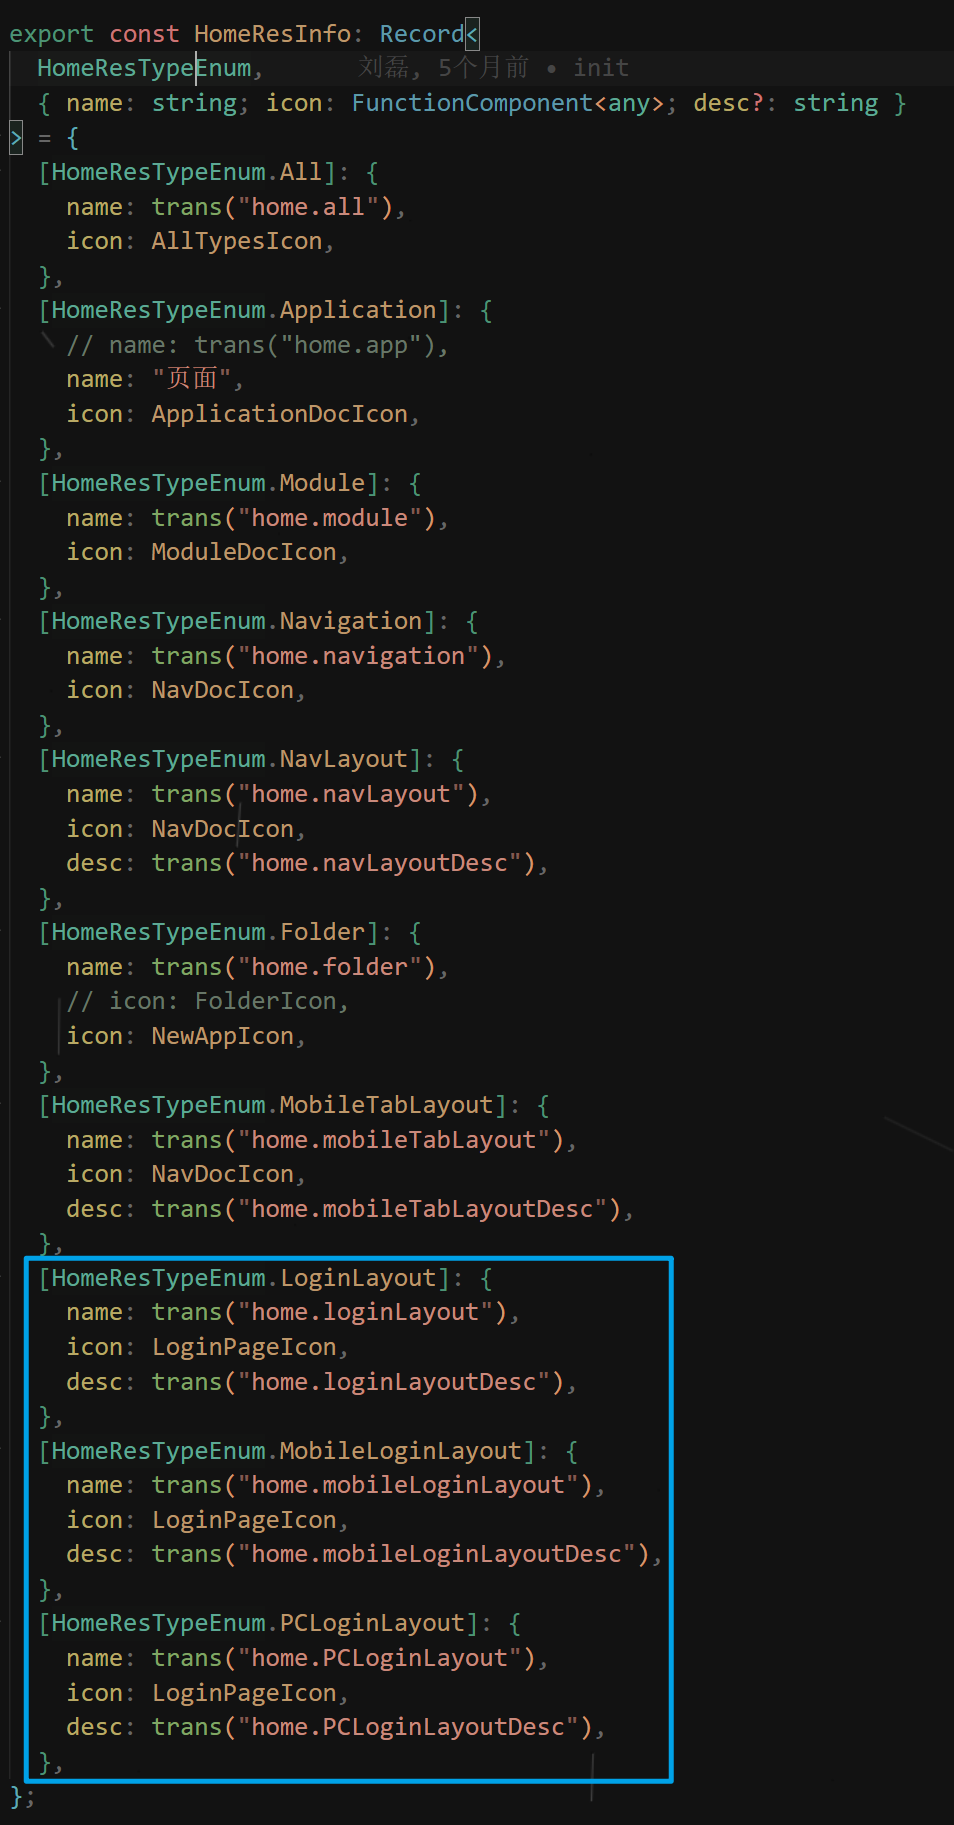 export const HomeResInfo: Record<
  HomeResTypeEnum,       刘磊, 5个月前 • init
  { name: string; icon: FunctionComponent<any>; desc?: string }
> = {
  [HomeResTypeEnum.All]: {
    name: trans("home.all"),
    icon: AllTypesIcon,
  },
  [HomeResTypeEnum.Application]: {
    // name: trans("home.app"),
    name: "页面",
    icon: ApplicationDocIcon,
  },
  [HomeResTypeEnum.Module]: {
    name: trans("home.module"),
    icon: ModuleDocIcon,
  },
  [HomeResTypeEnum.Navigation]: {
    name: trans("home.navigation"),
    icon: NavDocIcon,
  },
  [HomeResTypeEnum.NavLayout]: {
    name: trans("home.navLayout"),
    icon: NavDocIcon,
    desc: trans("home.navLayoutDesc"),
  },
  [HomeResTypeEnum.Folder]: {
    name: trans("home.folder"),
    // icon: FolderIcon,
    icon: NewAppIcon,
  },
  [HomeResTypeEnum.MobileTabLayout]: {
    name: trans("home.mobileTabLayout"),
    icon: NavDocIcon,
    desc: trans("home.mobileTabLayoutDesc"),
  },
  [HomeResTypeEnum.LoginLayout]: {
    name: trans("home.loginLayout"),
    icon: LoginPageIcon,
    desc: trans("home.loginLayoutDesc"),
  },
  [HomeResTypeEnum.MobileLoginLayout]: {
    name: trans("home.mobileLoginLayout"),
    icon: LoginPageIcon,
    desc: trans("home.mobileLoginLayoutDesc"),
  },
  [HomeResTypeEnum.PCLoginLayout]: {
    name: trans("home.PCLoginLayout"),
    icon: LoginPageIcon,
    desc: trans("home.PCLoginLayoutDesc"),
  },
};